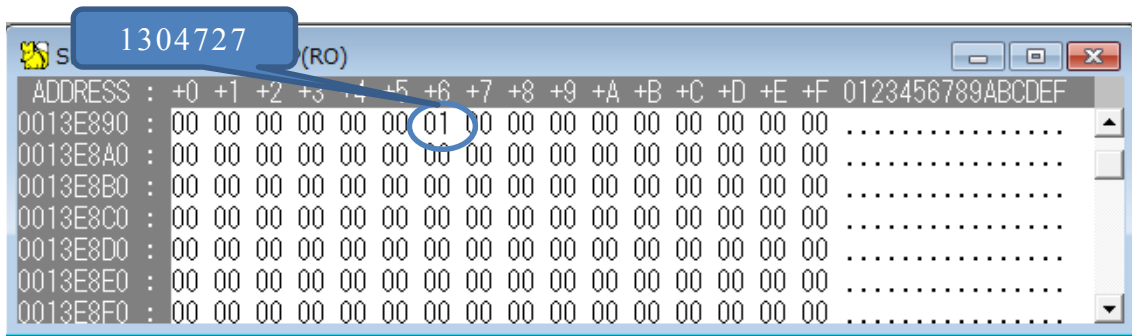 1304727
S (RO)
ADDRESS : +0 +1 +2 +3 +4 +5 +6 +7 +8 +9 +A +B +C +D +E +F 0123456789ABCDEF
0013E890 : 00 00 00 00 00 00 01 00 00 00 00 00 00 00 00 00 ................
0013E8A0 : 00 00 00 00 00 00 00 00 00 00 00 00 00 00 00 00 ................
0013E8B0 : 00 00 00 00 00 00 00 00 00 00 00 00 00 00 00 00 ................
0013E8C0 : 00 00 00 00 00 00 00 00 00 00 00 00 00 00 00 00 ................
0013E8D0 : 00 00 00 00 00 00 00 00 00 00 00 00 00 00 00 00 ................
0013E8E0 : 00 00 00 00 00 00 00 00 00 00 00 00 00 00 00 00 ................
0013E8F0 : 00 00 00 00 00 00 00 00 00 00 00 00 00 00 00 00 ................